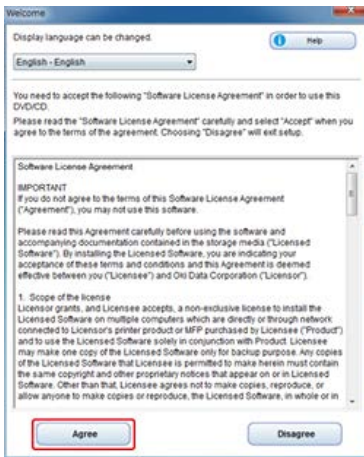 Welcome
Display language can be changed.
Help
English - English
You need to accept the following "Software License Agreement" in order to use this
DVD/CD.
Please read the "Software License Agreement" carefully and select "Accept" when you
agree to the terms of the agreement. Choosing "Disagree" will exit setup.
Software License Agreement
IMPORTANT
If you do not agree to the terms of this Software License Agreement
("Agreement"), you may not use this software.
Please read this Agreement carefully before using the software and
accompanying documentation contained in the storage media ("Licensed
Software"). By installing the Licensed Software, you are indicating your
acceptance of these terms and conditions and this Agreement is deemed
effective between you ("Licensee") and Oki Data Corporation ("Licensor").
1. Scope of the license
Licensor grants, and Licensee accepts, a non-exclusive license to install the
Licensed Software on multiple computers which are directly or through network
connected to Licensor's printer product or MFP purchased by Licensee ("Product")
and to use the Licensed Software solely in conjunction with Product. Licensee
may make one copy of the Licensed Software only for backup purpose. Any copies
of the Licensed Software that Licensee is permitted to make herein must contain
the same copyright and other proprietary notices that appear on or in Licensed
Software. Other than that, Licensee agrees not to make copies, reproduce, or
allow anyone to make copies or reproduce, the Licensed Software, in whole or in
Agree
Disagree